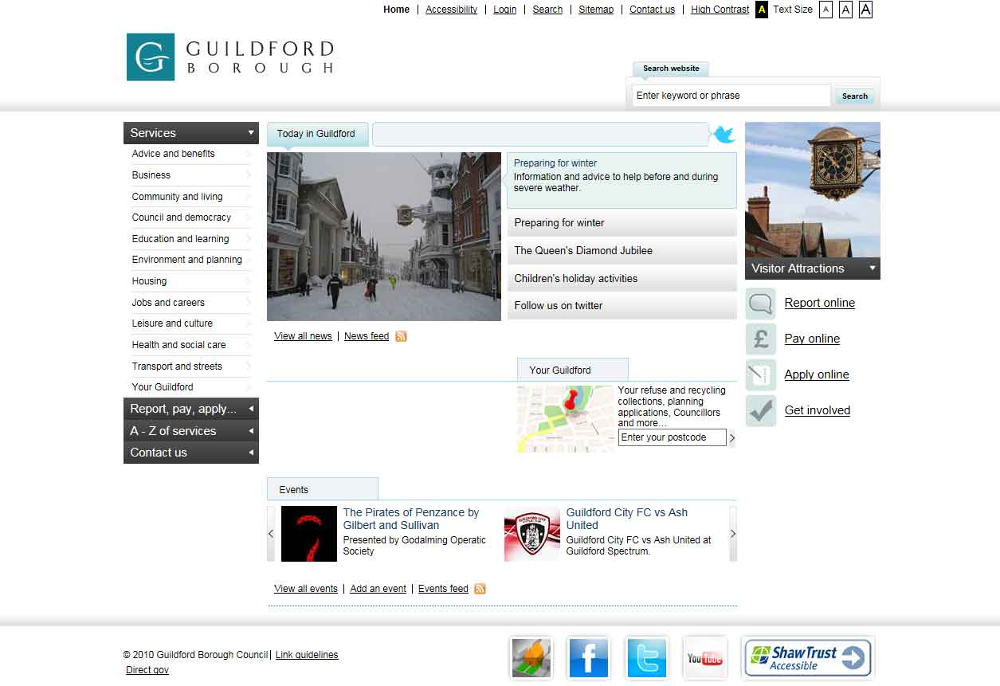 Home | Accessibility | Login | Search | Sitemap | Contact us | High Contrast A Text Size A A A
GUILDFORD
BOROUGH
Search website
Enter keyword or phrase
Search
Services
Advice and benefits
Business
Community and living
Council and democracy
Education and learning
Environment and planning
Housing
Jobs and careers
Leisure and culture
Health and social care
Transport and streets
Your Guildford
Report, pay, apply...
A - Z of services
Contact us
Today in Guildford
Preparing for winter
Information and advice to help before and during
severe weather.
Preparing for winter
The Queen's Diamond Jubilee
Children's holiday activities
Follow us on twitter
View all news | News feed
Your Guildford
Your refuse and recycling
collections, planning
applications, Councillors
and more...
Enter your postcode
Visitor Attractions
Report online
£ Pay online
Apply online
Get involved
Events
The Pirates of Penzance by
Gilbert and Sullivan
Presented by Godalming Operatic
Society
GUILDFORD CITY
Guildford City FC vs Ash
United
Guildford City FC vs Ash United at
Guildford Spectrum.
View all events | Add an event | Events feed
© 2010 Guildford Borough Council | Link guidelines
Direct gov
f
t
YouTube
ShawTrust
Accessible